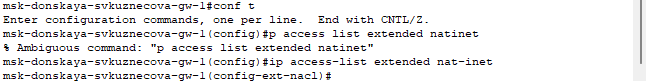 msk-donskaya-svkuznecova-gw-1#conf t
Enter configuration commands, one per line.  End with CNTL/Z.
msk-donskaya-svkuznecova-gw-1(config)#p access list extended natinet
% Ambiguous command: "p access list extended natinet"
msk-donskaya-svkuznecova-gw-1(config)#ip access-list extended nat-inet
msk-donskaya-svkuznecova-gw-1(config-ext-nacl)#